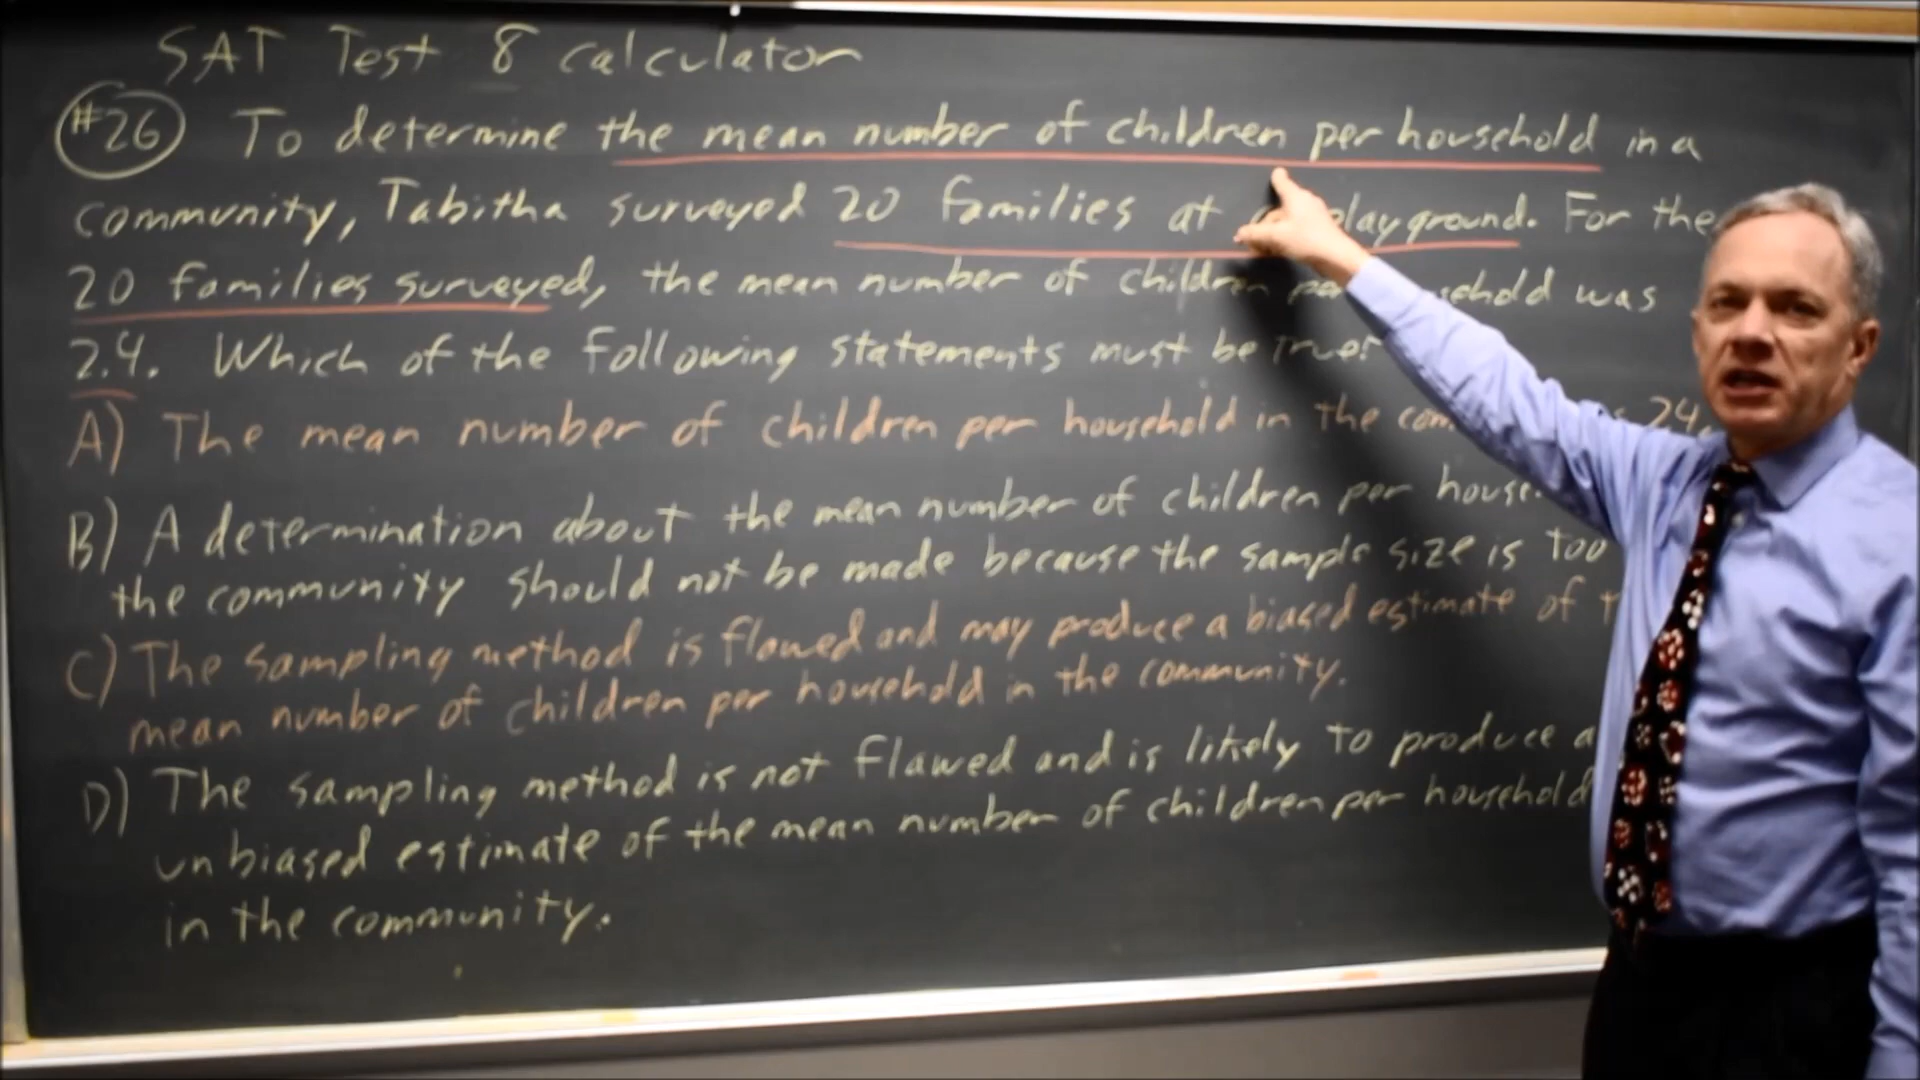 SAT Test 8 calculator
#26 To determine the mean number of children per household in a
community, Tabitha surveyed 20 families at playground. For the
20 families surveyed, the mean number of children household was
2.4. Which of the following statements must be true?
A) The mean number of children per household in the 2.4.
B) A determination about the mean number of children per
the community should not be made because the sample size is too
C) The sampling method is flawed and may produce a biased estimate of
mean number of children per household in the community.
D) The sampling method is not flawed and is likely to produce a
unbiased estimate of the mean number of children per household
in the community.